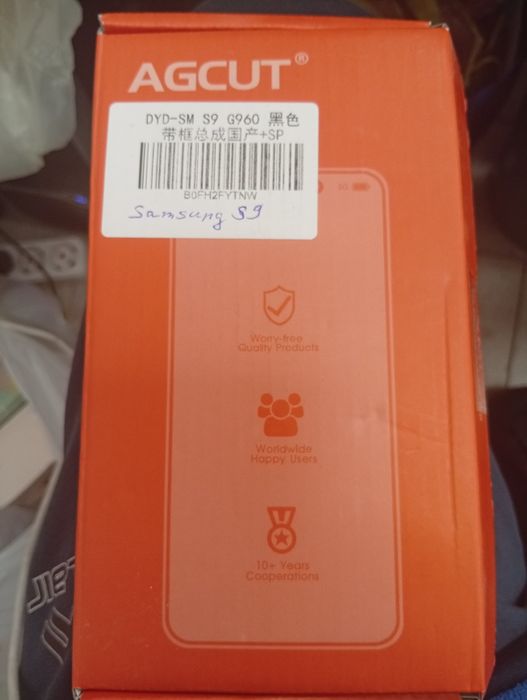 AGCUT®
DYD-SM S9 G960 黑色
带框总成国产+SP
B0FH2FYTNW
Samsung S9
Worry-free
Quality Products
Worldwide
Happy Users
10+ Years
Cooperations